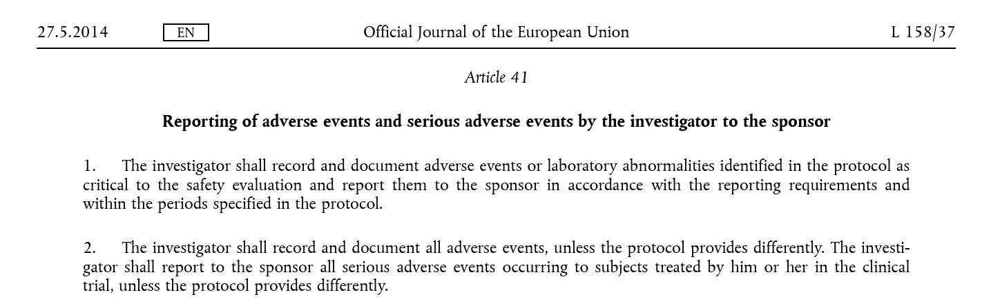 27.5.2014 EN Official Journal of the European Union L 158/37
Article 41
Reporting of adverse events and serious adverse events by the investigator to the sponsor
1. The investigator shall record and document adverse events or laboratory abnormalities identified in the protocol as
critical to the safety evaluation and report them to the sponsor in accordance with the reporting requirements and
within the periods specified in the protocol.
2. The investigator shall record and document all adverse events, unless the protocol provides differently. The investi-
gator shall report to the sponsor all serious adverse events occurring to subjects treated by him or her in the clinical
trial, unless the protocol provides differently.